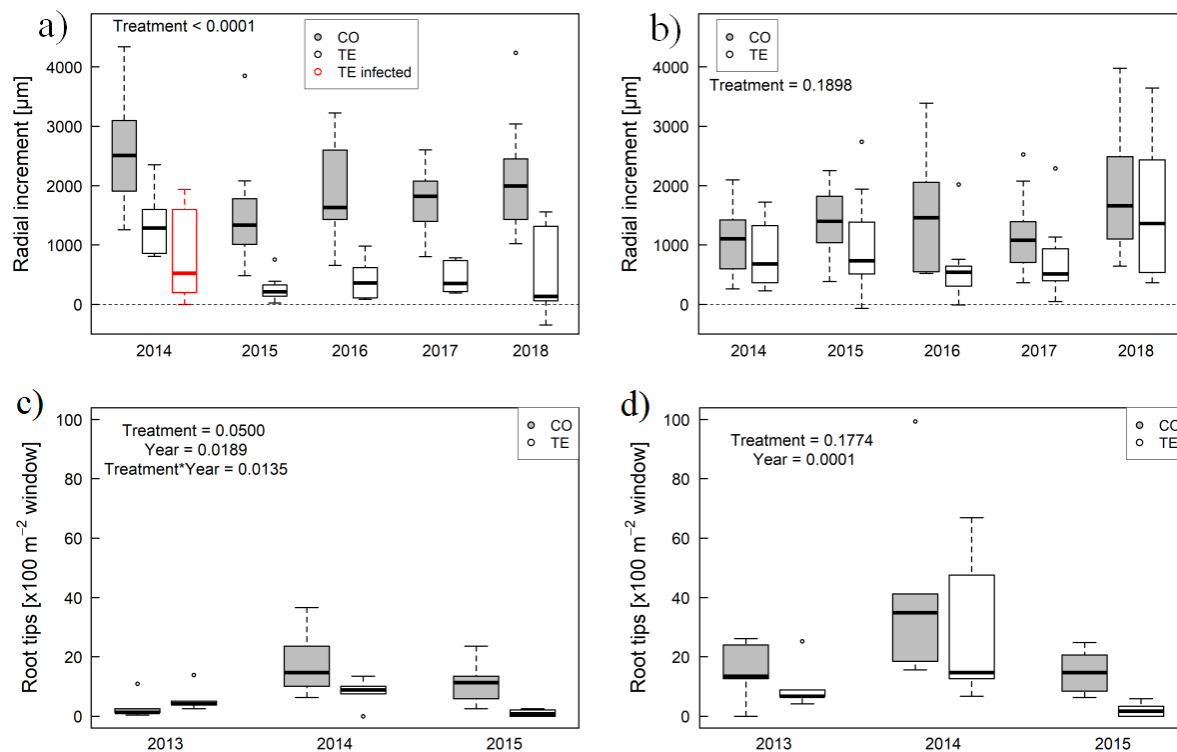 a)
Treatment < 0.0001
CO
TE
TE infected
Radial increment [µm]
4000
3000
2000
1000
0
2014 2015 2016 2017 2018
b)
CO
TE
Treatment = 0.1898
Radial increment [µm]
4000
3000
2000
1000
0
2014 2015 2016 2017 2018
c)
Treatment = 0.0500
Year = 0.0189
Treatment*Year = 0.0135
CO
TE
Root tips [x100 m⁻² window]
100
80
60
40
20
0
2013 2014 2015
d)
Treatment = 0.1774
Year = 0.0001
CO
TE
Root tips [x100 m⁻² window]
100
80
60
40
20
0
2013 2014 2015